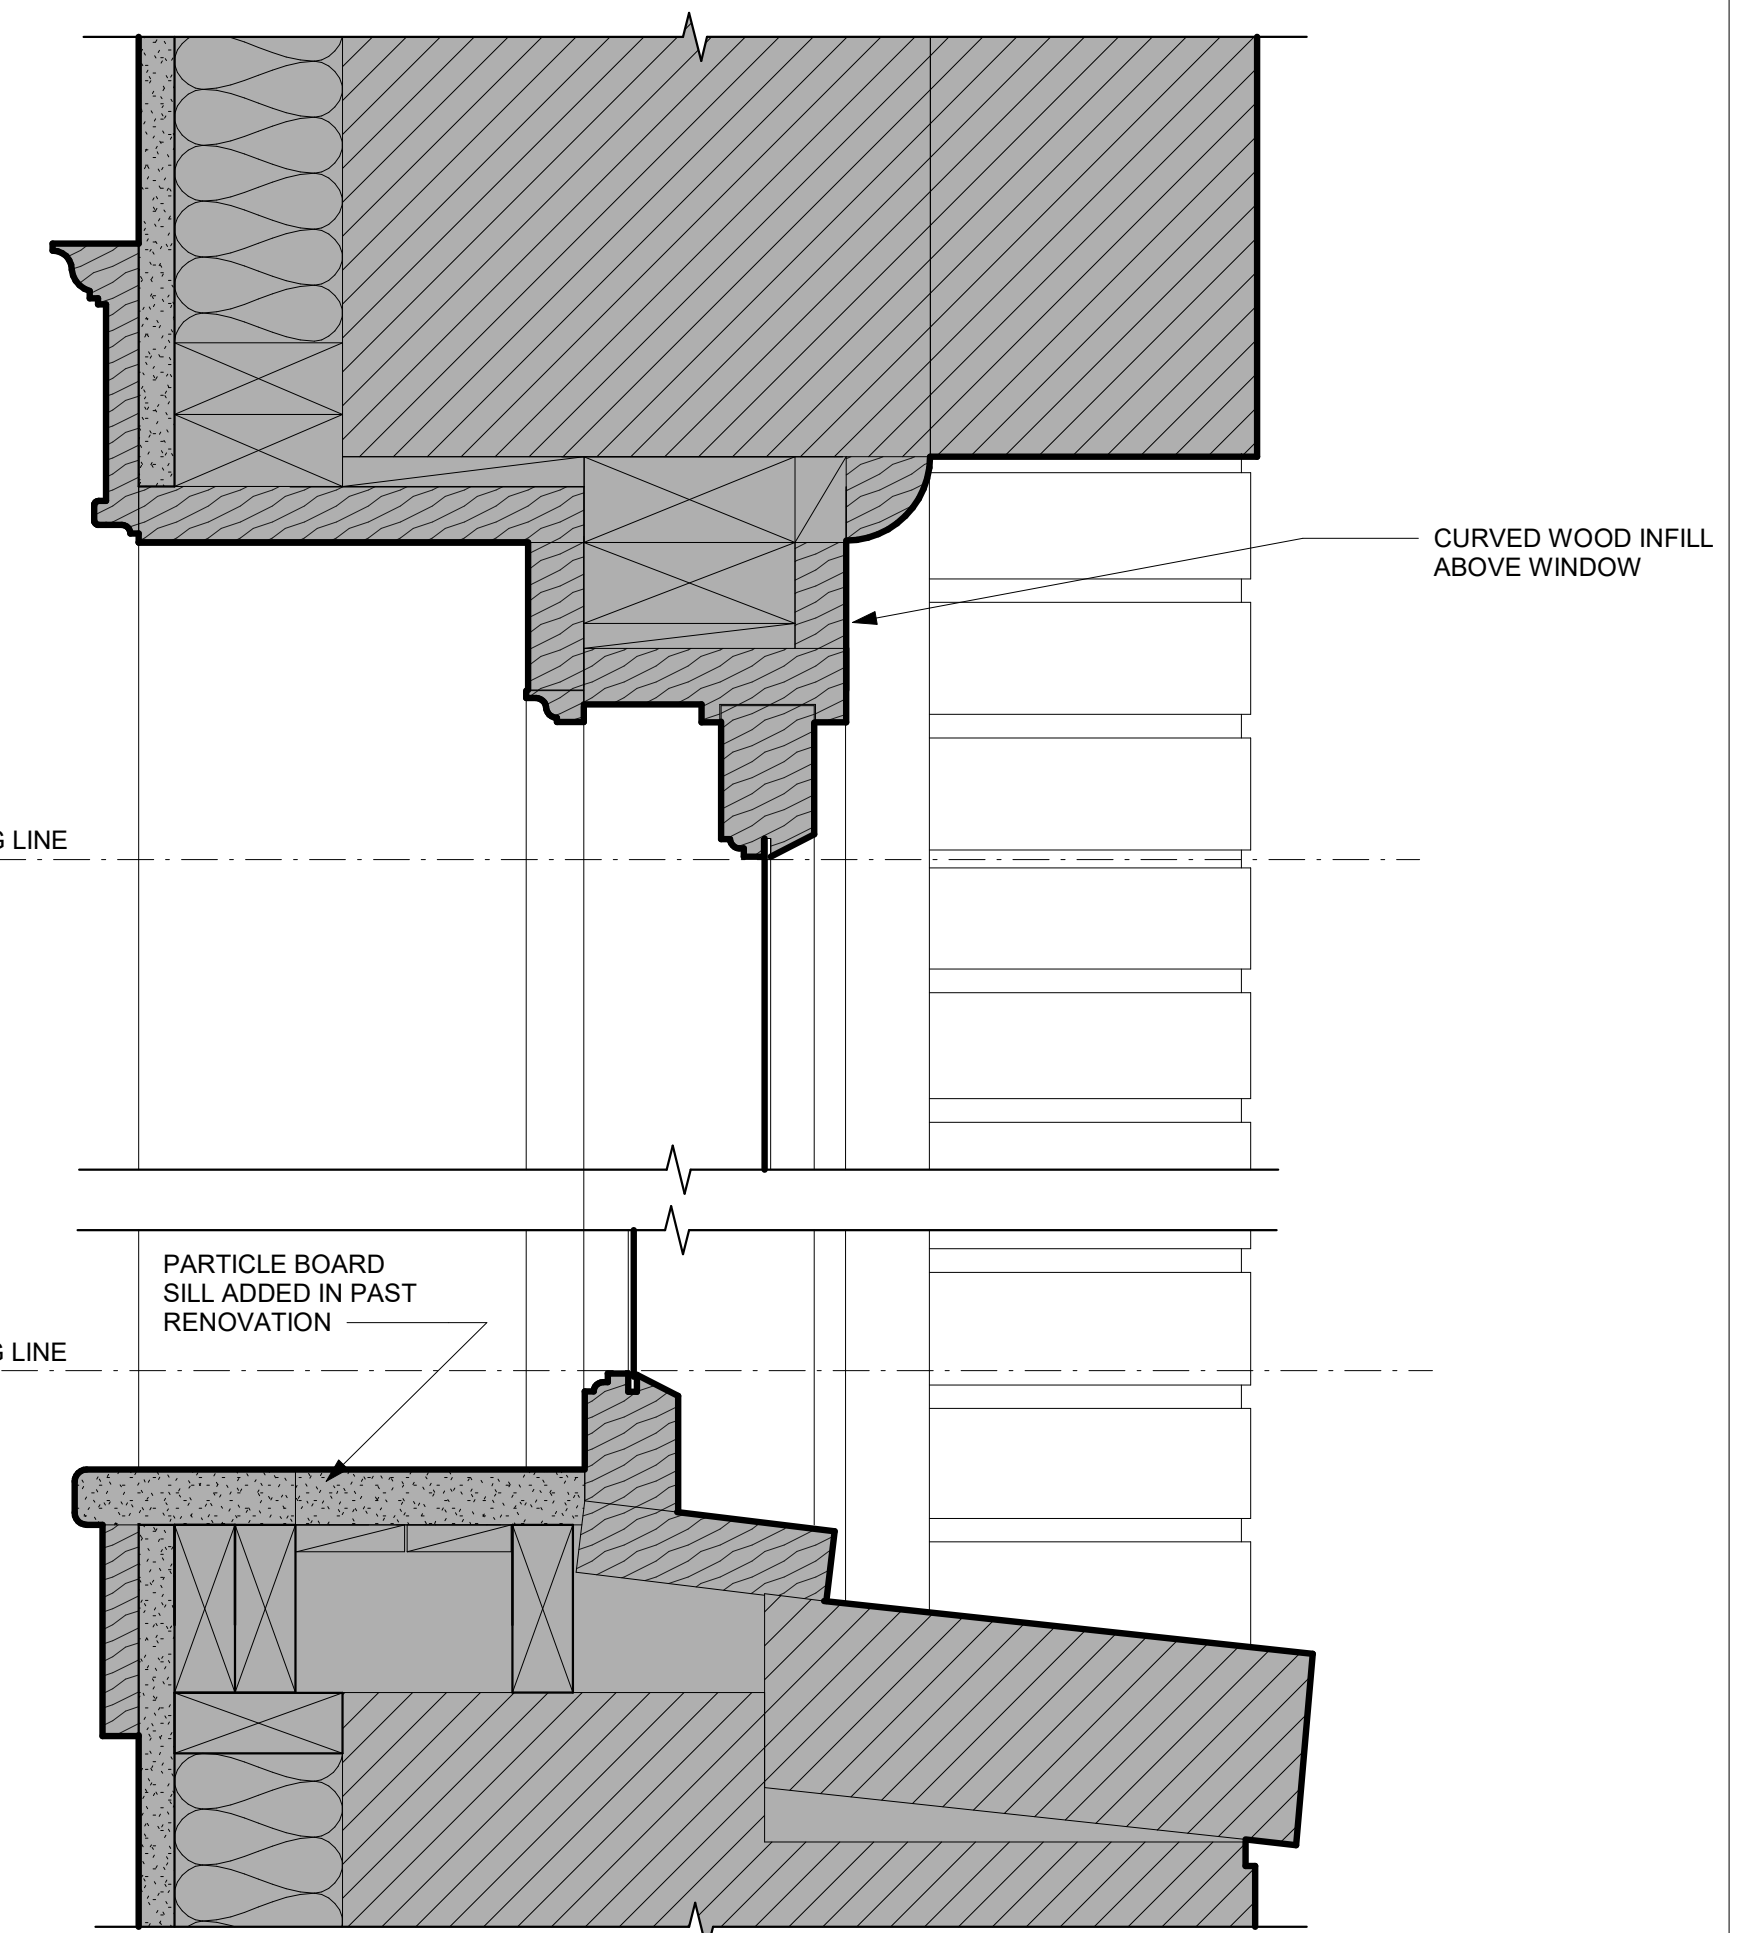 CURVED WOOD INFILL
ABOVE WINDOW
LINE
PARTICLE BOARD
SILL ADDED IN PAST
RENOVATION
LINE